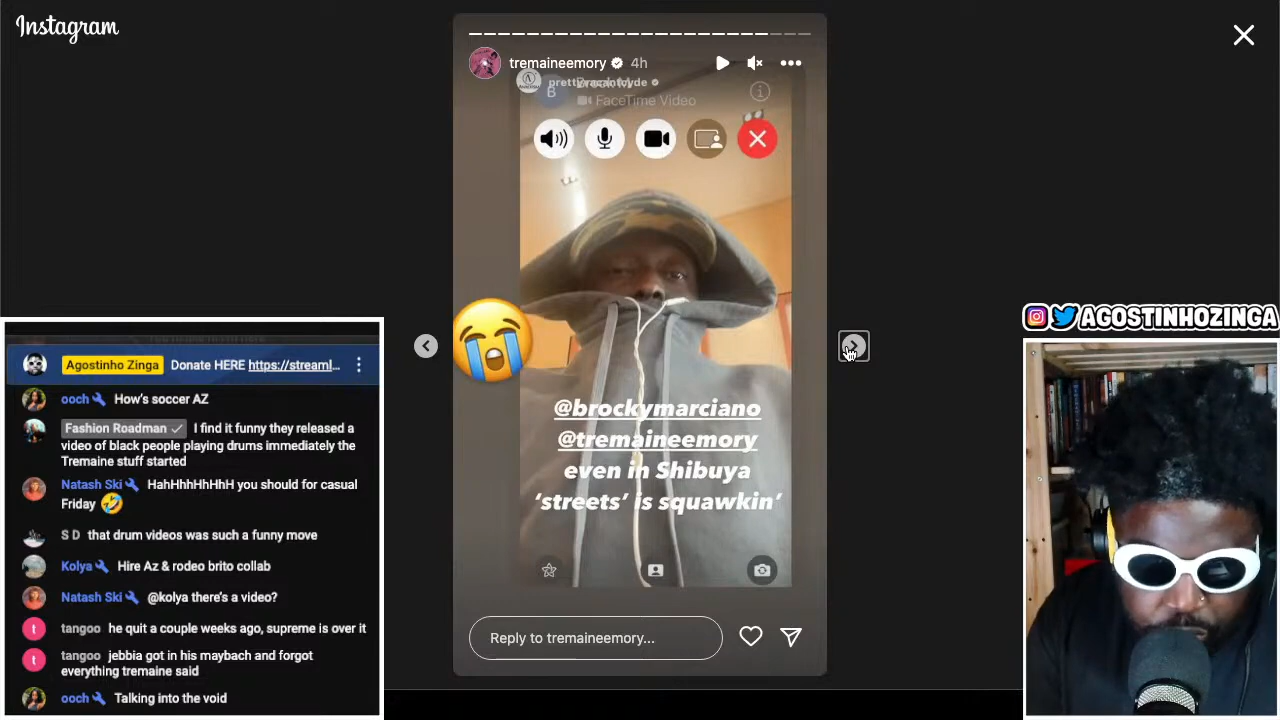 Instagram
tremaineemory 4h
FaceTime Video
@brockymarciano
@tremaineemory
even in Shibuya
‘streets’ is squawkin’
Reply to tremaineemory...
Agostinho Zinga Donate HERE https://streaml...
ooch How's soccer AZ
Fashion Roadman ✓ I find it funny they released a
video of black people playing drums immediately the
Tremaine stuff started
Natash Ski HahHhhHhHhH you should for casual
Friday 🤣
S D that drum videos was such a funny move
Kolya Hire Az & rodeo brito collab
Natash Ski @kolya there's a video?
tangoo he quit a couple weeks ago, supreme is over it
tangoo jebbia got in his maybach and forgot
everything tremaine said
ooch Talking into the void
AGOSTINHOZINGA